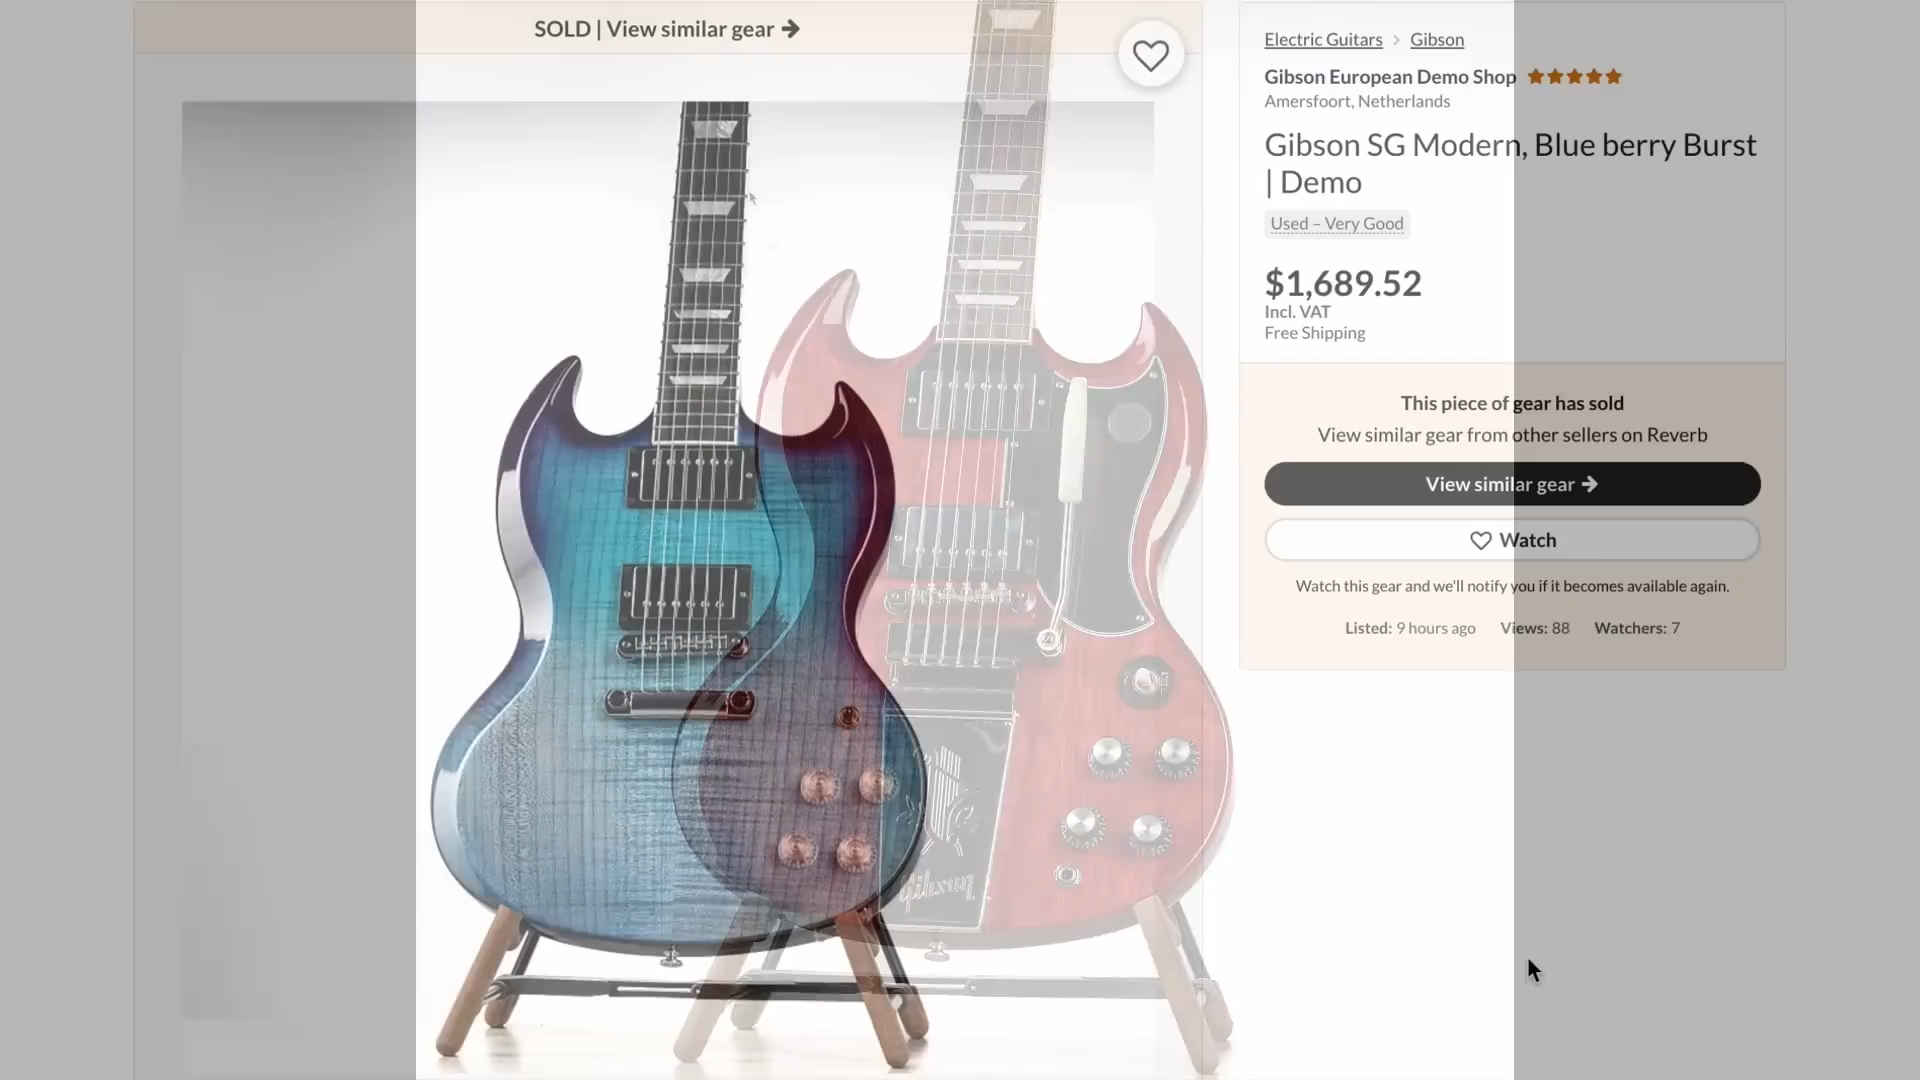 SOLD | View similar gear
Electric Guitars > Gibson
Gibson European Demo Shop
Amersfoort, Netherlands
Gibson SG Modern, Blue berry Burst
| Demo
Used – Very Good
$1,689.52
Incl. VAT
Free Shipping
This piece of gear has sold
View similar gear from other sellers on Reverb
View similar gear
Watch
Watch this gear and we'll notify you if it becomes available again.
Listed: 9 hours ago Views: 88 Watchers: 7
Gibson